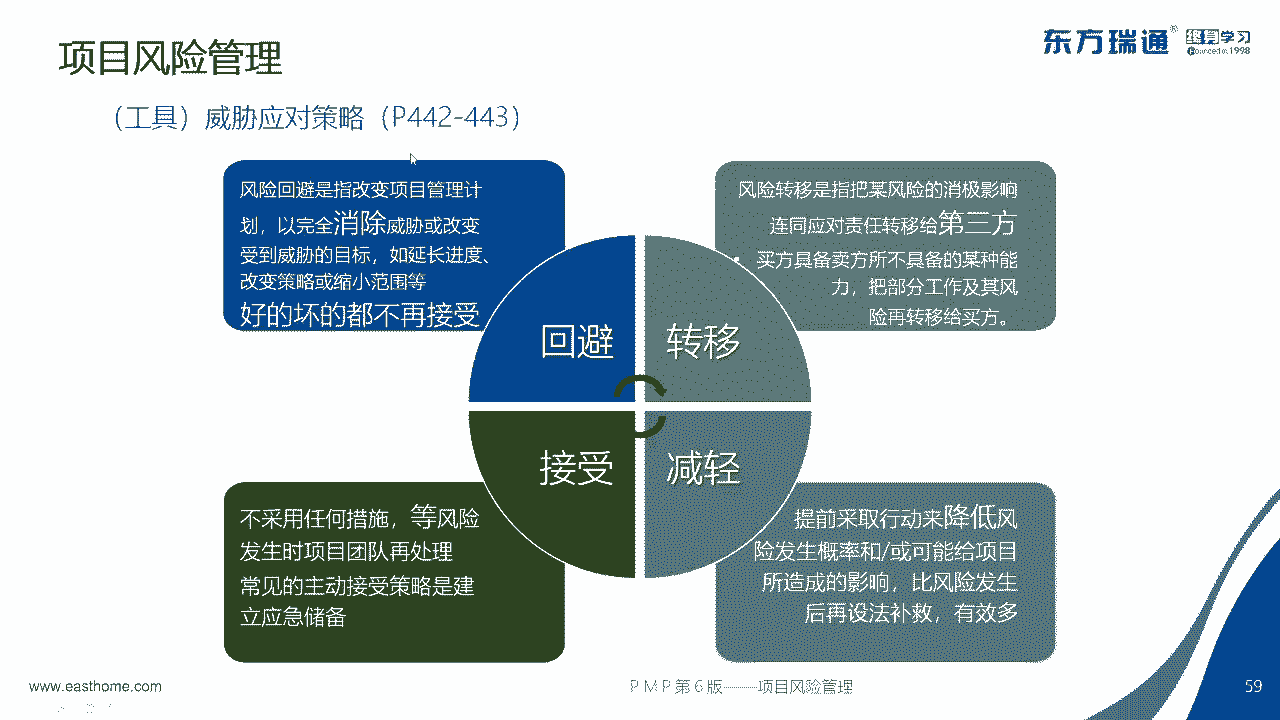 项目风险管理
东方瑞通®
终身学习
Founded in 1998
（工具）威胁应对策略（P442-443）
风险回避是指改变项目管理计
划，以完全消除威胁或改变
受到威胁的目标，如延长进度、
改变策略或缩小范围等
好的坏的都不再接受
风险转移是指把某风险的消极影响
连同应对责任转移给第三方
• 买方具备卖方所不具备的某种能
力，把部分工作及其风
险再转移给买方。
回避
转移
接受
减轻
不采用任何措施，等风险
发生时项目团队再处理
常见的主动接受策略是建
立应急储备
提前采取行动来降低风
险发生概率和/或可能给项目
所造成的影响，比风险发生
后再设法补救，有效多
www.easthome.com
PMP第6版——项目风险管理
59